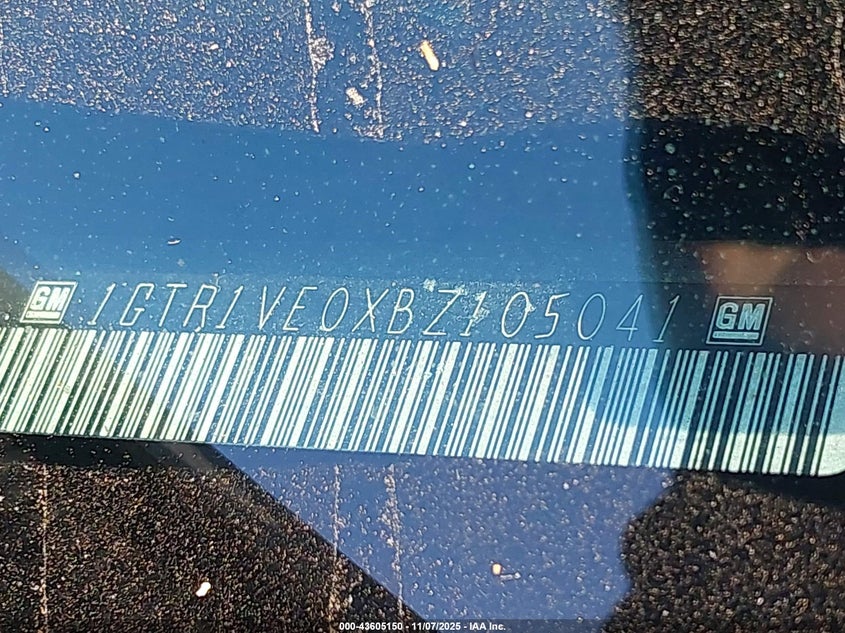 GM 1GTR1VE0XBZ105041 GM
000-43605150 - 11/07/2025 - IAA Inc.